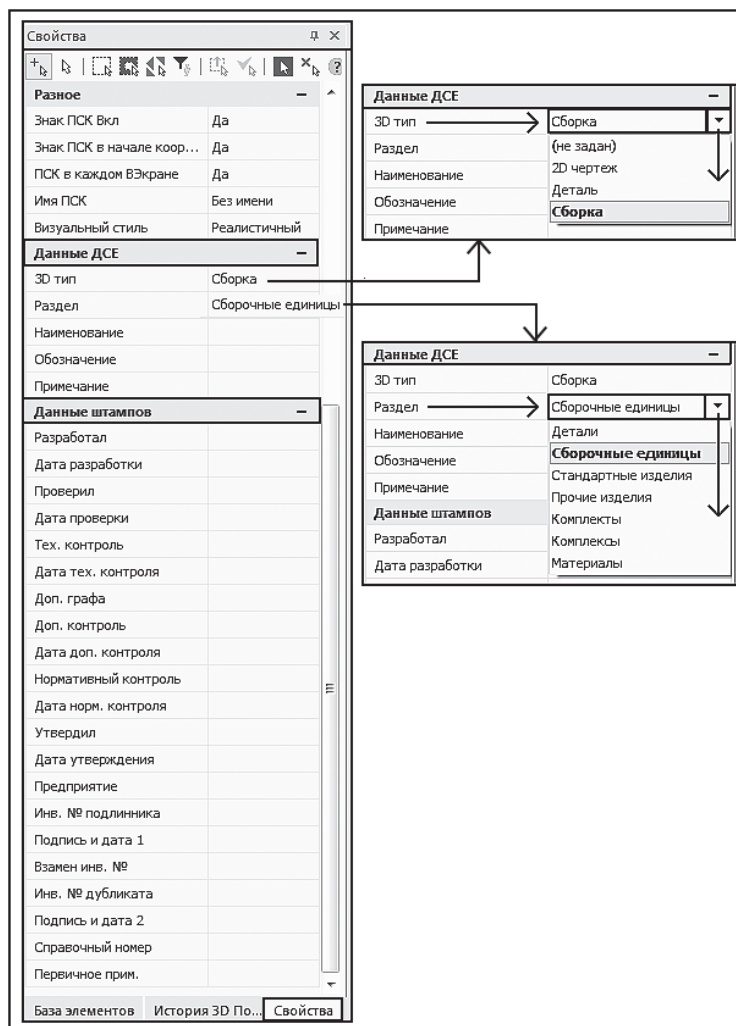 Свойства
Разное
Знак ПСК Вкл Да
Знак ПСК в начале коор... Да
ПСК в каждом ВЭкране Да
Имя ПСК Без имени
Визуальный стиль Реалистичный
Данные ДСЕ
3D тип Сборка
Раздел Сборочные единицы
Наименование
Обозначение
Примечание
Данные штампов
Разработал
Дата разработки
Проверил
Дата проверки
Тех. контроль
Дата тех. контроля
Доп. графа
Доп. контроль
Дата доп. контроля
Нормативный контроль
Дата норм. контроля
Утвердил
Дата утверждения
Предприятие
Инв. № подлинника
Подпись и дата 1
Взамен инв. №
Инв. № дубликата
Подпись и дата 2
Справочный номер
Первичное прим.
База элементов История 3D По... Свойства
Данные ДСЕ
3D тип Сборка
Раздел (не задан)
Наименование 2D чертеж
Обозначение Деталь
Примечание Сборка
Данные ДСЕ
3D тип Сборка
Раздел Сборочные единицы
Наименование Детали
Обозначение Сборочные единицы
Примечание Стандартные изделия
Данные штампов Прочие изделия
Разработал Комплекты
Дата разработки Комплексы
Материалы